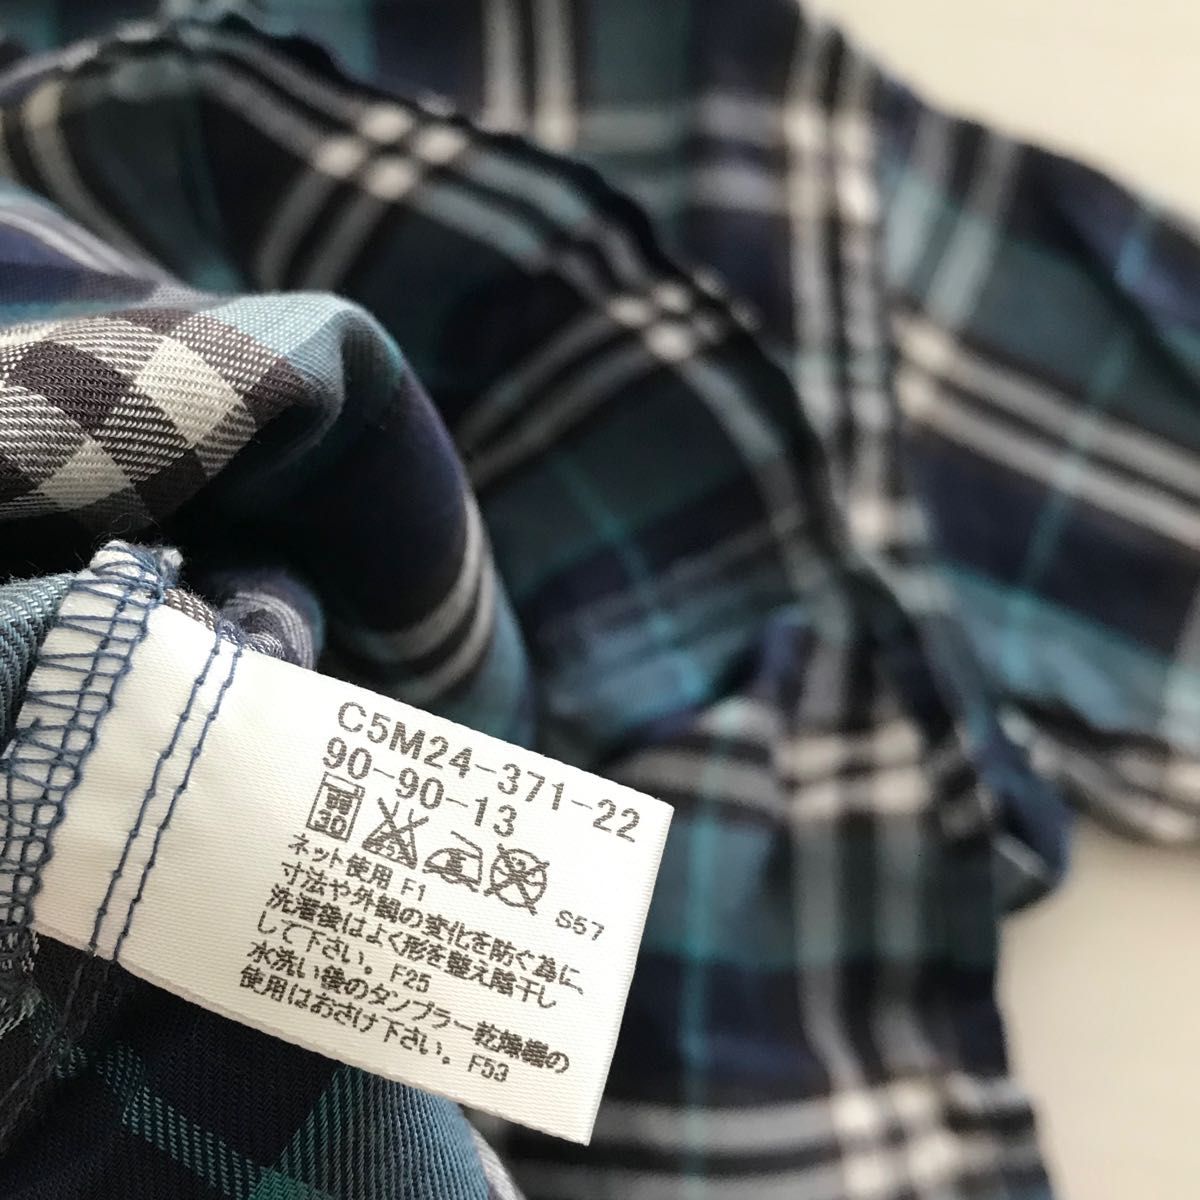 C5M24-371-22
90-90-13
弱 30
ネット使用 F1 S57
寸法や外観の変化を防ぐ為に、
洗濯後はよく形を整え陰干し
して下さい。 F25
水洗い後のタンブラー乾燥機の
使用はおさけ下さい。 F53